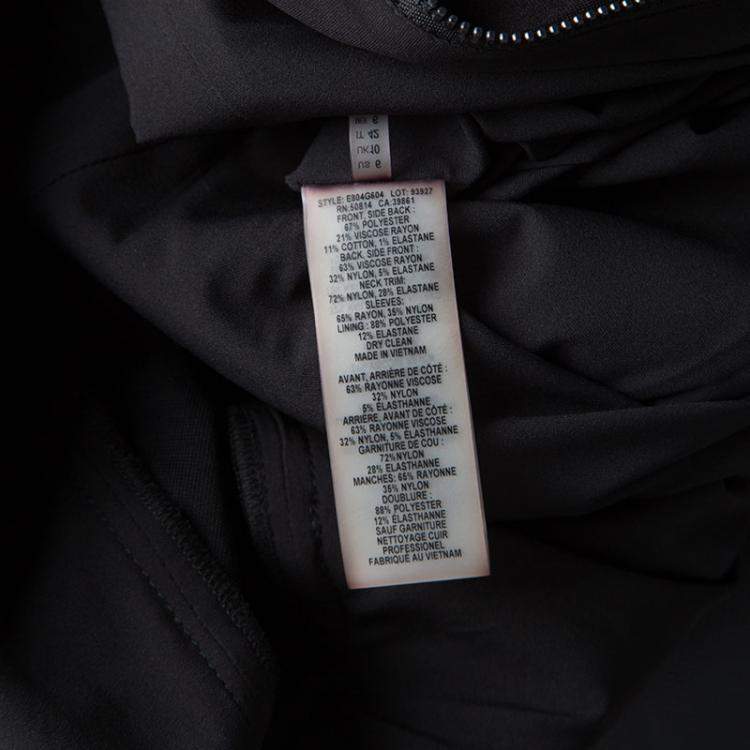 IT 42
UK10
US 6
STYLE: E804G604 LOT: 93927
RN:50814 CA:39861
FRONT, SIDE BACK :
67% POLYESTER
21% VISCOSE RAYON
11% COTTON, 1% ELASTANE
BACK, SIDE FRONT :
63% VISCOSE RAYON
32% NYLON, 5% ELASTANE
NECK TRIM:
72% NYLON, 28% ELASTANE
SLEEVES:
65% RAYON, 35% NYLON
LINING : 88% POLYESTER
12% ELASTANE
DRY CLEAN
MADE IN VIETNAM
AVANT, ARRIÈRE DE CÔTÉ :
63% RAYONNE VISCOSE
32% NYLON
5% ÉLASTHANNE
ARRIÈRE, AVANT DE CÔTÉ :
63% RAYONNE VISCOSE
32% NYLON, 5% ÉLASTHANNE
GARNITURE DE COU :
72%NYLON
28% ÉLASTHANNE
MANCHES: 65% RAYONNE
35% NYLON
DOUBLURE :
88% POLYESTER
12% ÉLASTHANNE
SAUF GARNITURE
NETTOYAGE CUIR
PROFESSIONEL
FABRIQUÉ AU VIETNAM